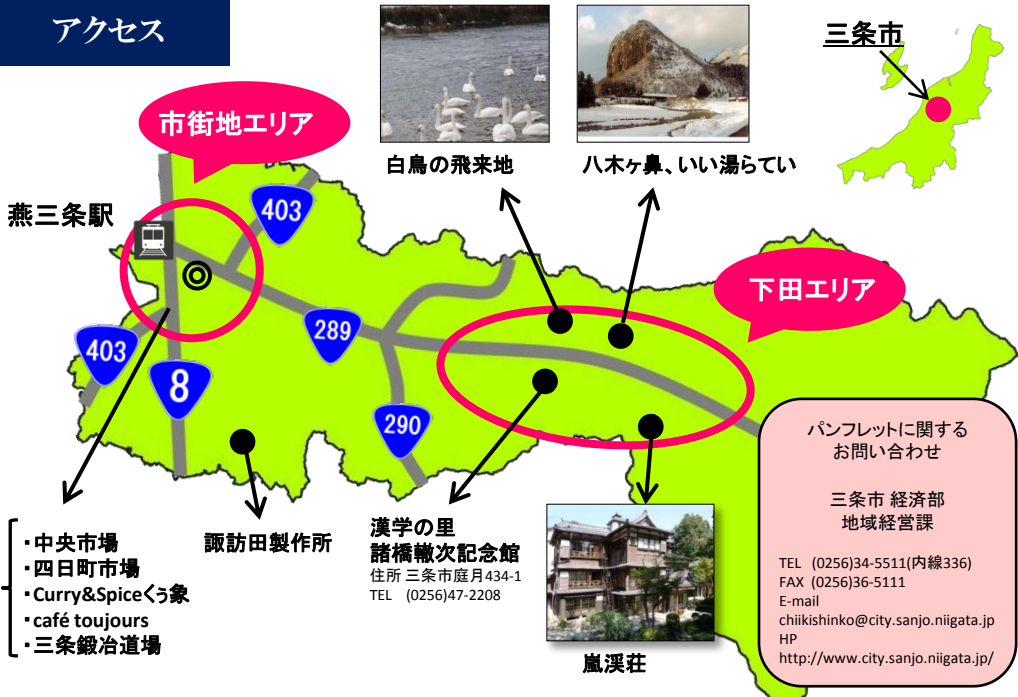 アクセス
三条市
市街地エリア
白鳥の飛来地
八木ヶ鼻、いい湯らてい
燕三条駅
403
下田エリア
289
403
8
290
・中央市場
・四日町市場
・Curry&Spiceくぅ象
・café toujours
・三条鍛冶道場
諏訪田製作所
漢学の里
諸橋轍次記念館
住所 三条市庭月434-1
TEL (0256)47-2208
嵐渓荘
パンフレットに関する
お問い合わせ
三条市 経済部
地域経営課
TEL (0256)34-5511(内線336)
FAX (0256)36-5111
E-mail
chiikishinko@city.sanjo.niigata.jp
HP
http://www.city.sanjo.niigata.jp/